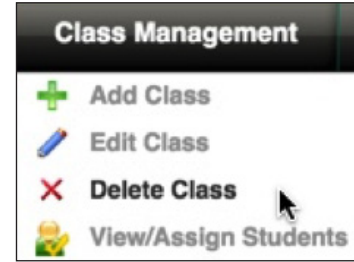 Class Management
Add Class
Edit Class
Delete Class
View/Assign Students